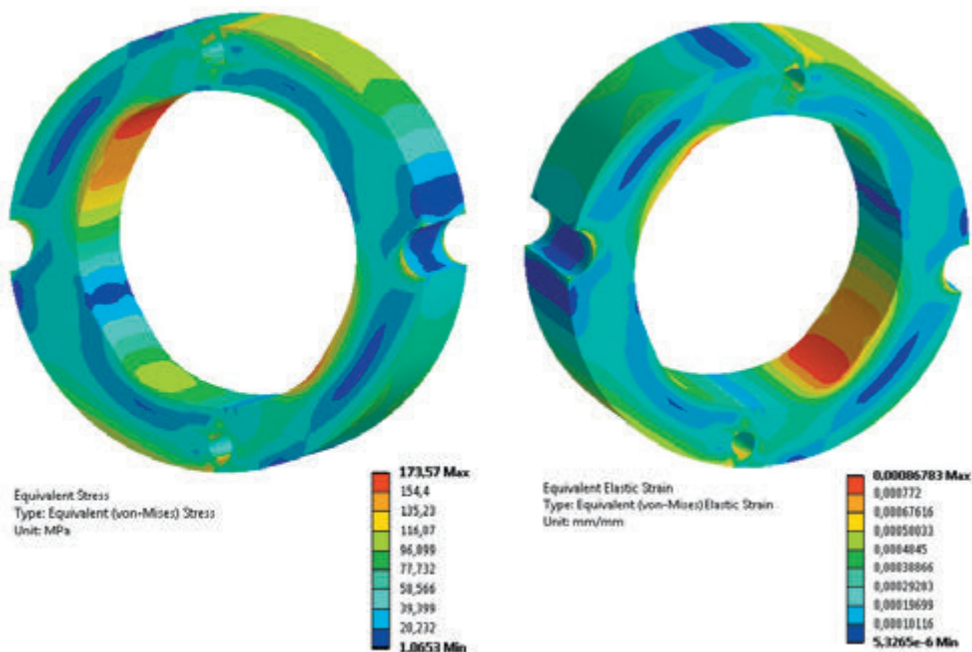 Equivalent Stress
Type: Equivalent (von-Mises) Stress
Unit: MPa
173,57 Max
154,4
135,23
116,07
96,899
77,732
58,566
39,399
20,232
1,0653 Min
Equivalent Elastic Strain
Type: Equivalent (von-Mises) Elastic Strain
Unit: mm/mm
0,00086783 Max
0,000772
0,00067616
0,00058033
0,0004845
0,00038866
0,00029283
0,00019699
0,00010116
5,3265e-6 Min